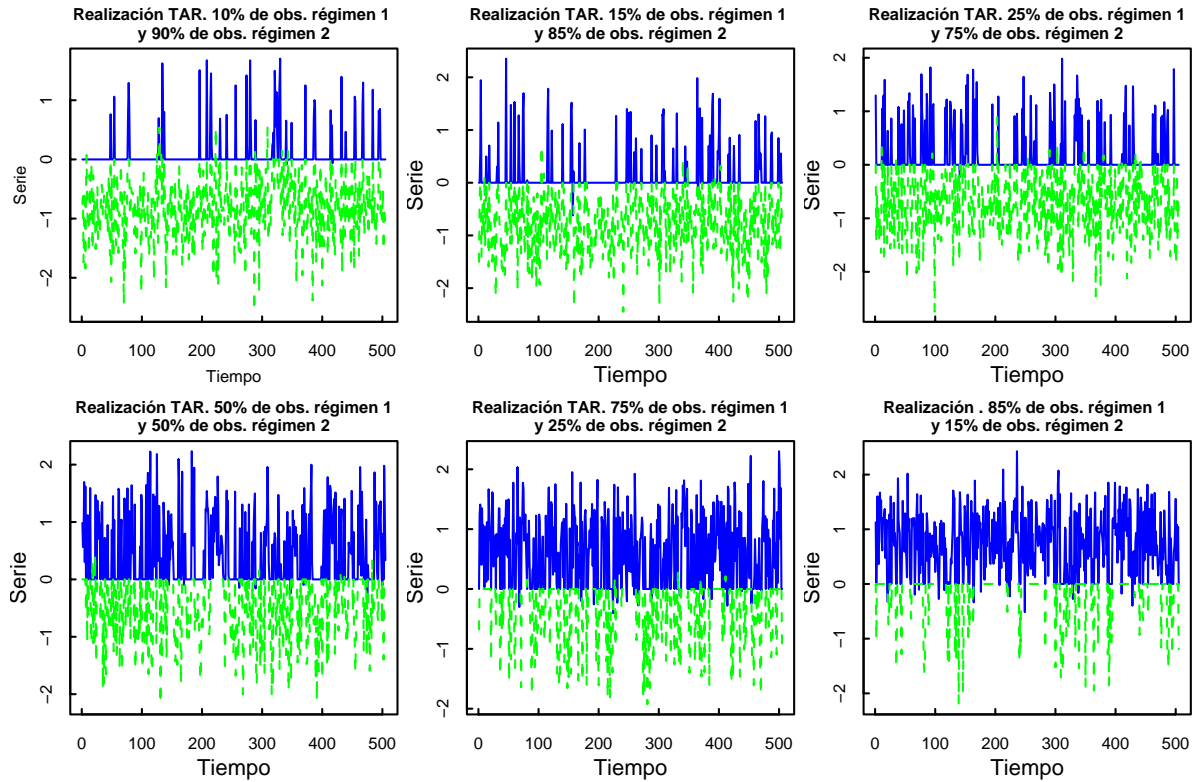 Realización TAR. 10% de obs. régimen 1
y 90% de obs. régimen 2
Serie
1
0
−1
−2
0 100 200 300 400 500
Tiempo
Realización TAR. 15% de obs. régimen 1
y 85% de obs. régimen 2
Serie
2
1
0
−1
−2
0 100 200 300 400 500
Tiempo
Realización TAR. 25% de obs. régimen 1
y 75% de obs. régimen 2
Serie
2
1
0
−1
−2
0 100 200 300 400 500
Tiempo
Realización TAR. 50% de obs. régimen 1
y 50% de obs. régimen 2
Serie
2
1
0
−1
−2
0 100 200 300 400 500
Tiempo
Realización TAR. 75% de obs. régimen 1
y 25% de obs. régimen 2
Serie
2
1
0
−1
−2
0 100 200 300 400 500
Tiempo
Realización . 85% de obs. régimen 1
y 15% de obs. régimen 2
Serie
2
1
0
−1
−2
0 100 200 300 400 500
Tiempo